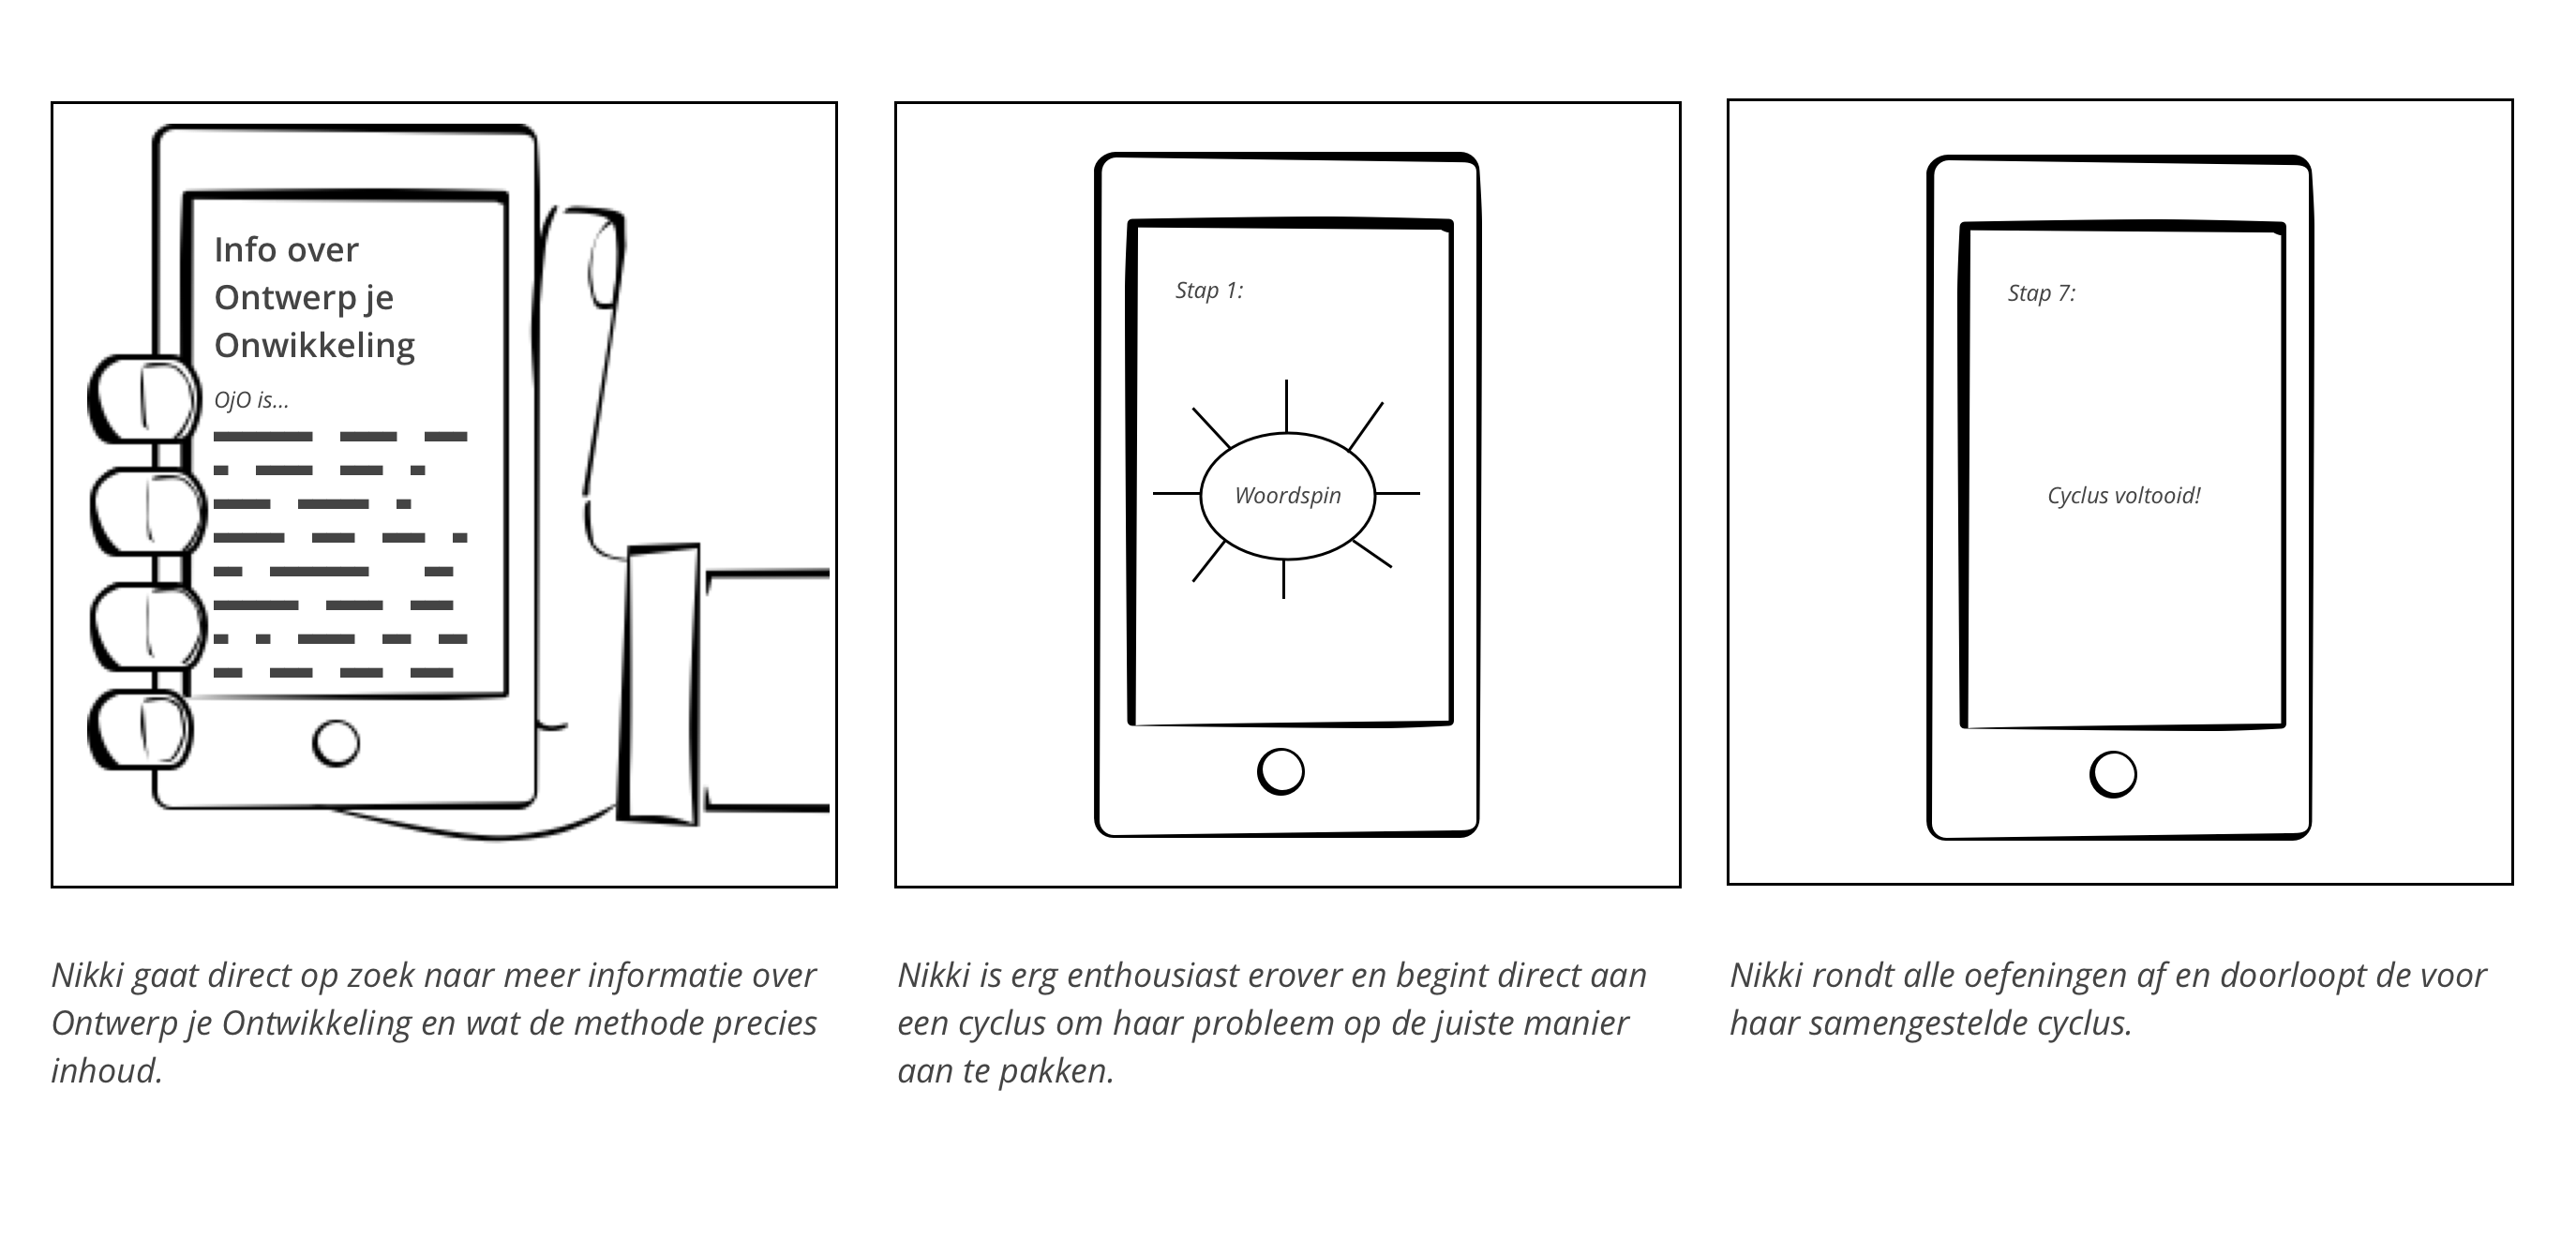 Info over
Ontwerp je
Onwikkeling
OjO is...
Nikki gaat direct op zoek naar meer informatie over
Ontwerp je Ontwikkeling en wat de methode precies
inhoud.
Stap 1:
Woordspin
Nikki is erg enthousiast erover en begint direct aan
een cyclus om haar probleem op de juiste manier
aan te pakken.
Stap 7:
Cyclus voltooid!
Nikki rondt alle oefeningen af en doorloopt de voor
haar samengestelde cyclus.